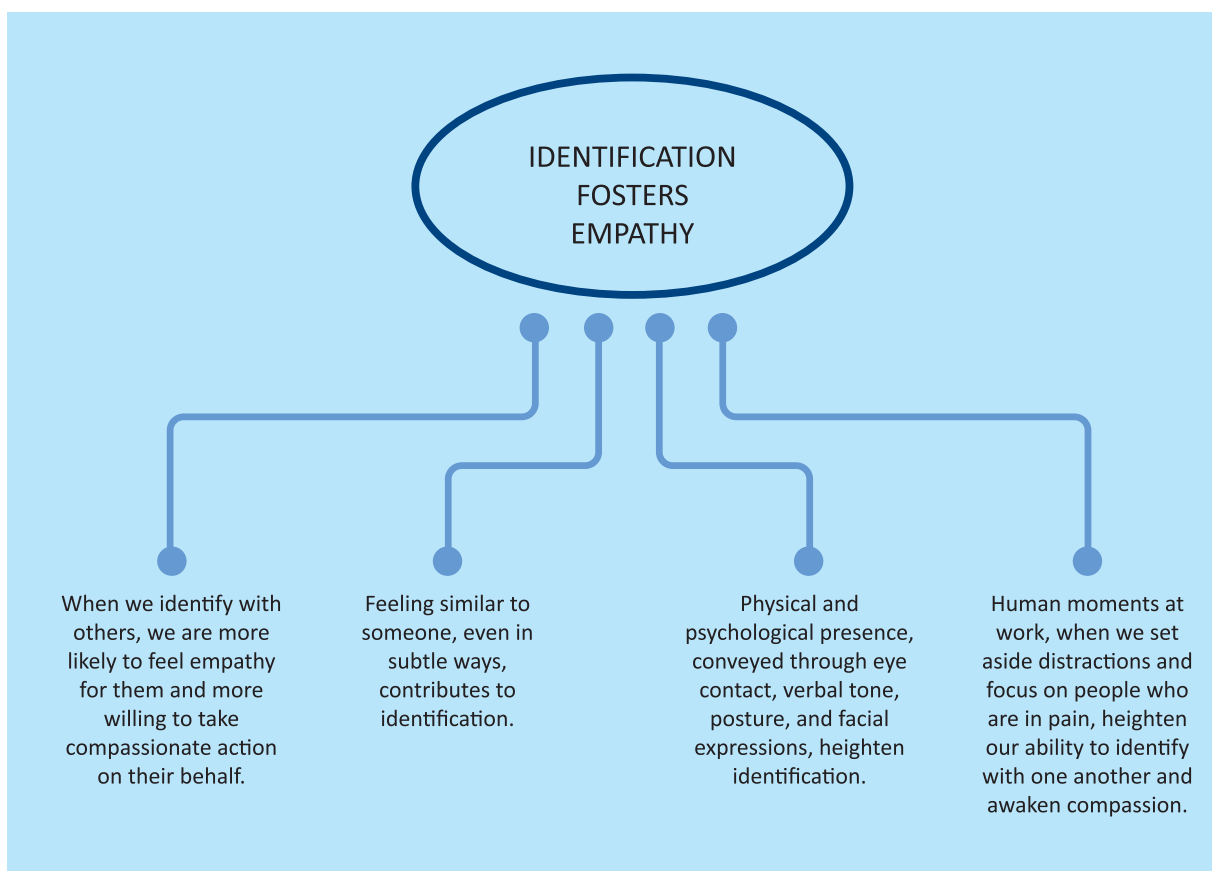 IDENTIFICATION
FOSTERS
EMPATHY
When we identify with
others, we are more
likely to feel empathy
for them and more
willing to take
compassionate action
on their behalf.
Feeling similar to
someone, even in
subtle ways,
contributes to
identification.
Physical and
psychological presence,
conveyed through eye
contact, verbal tone,
posture, and facial
expressions, heighten
identification.
Human moments at
work, when we set
aside distractions and
focus on people who
are in pain, heighten
our ability to identify
with one another and
awaken compassion.